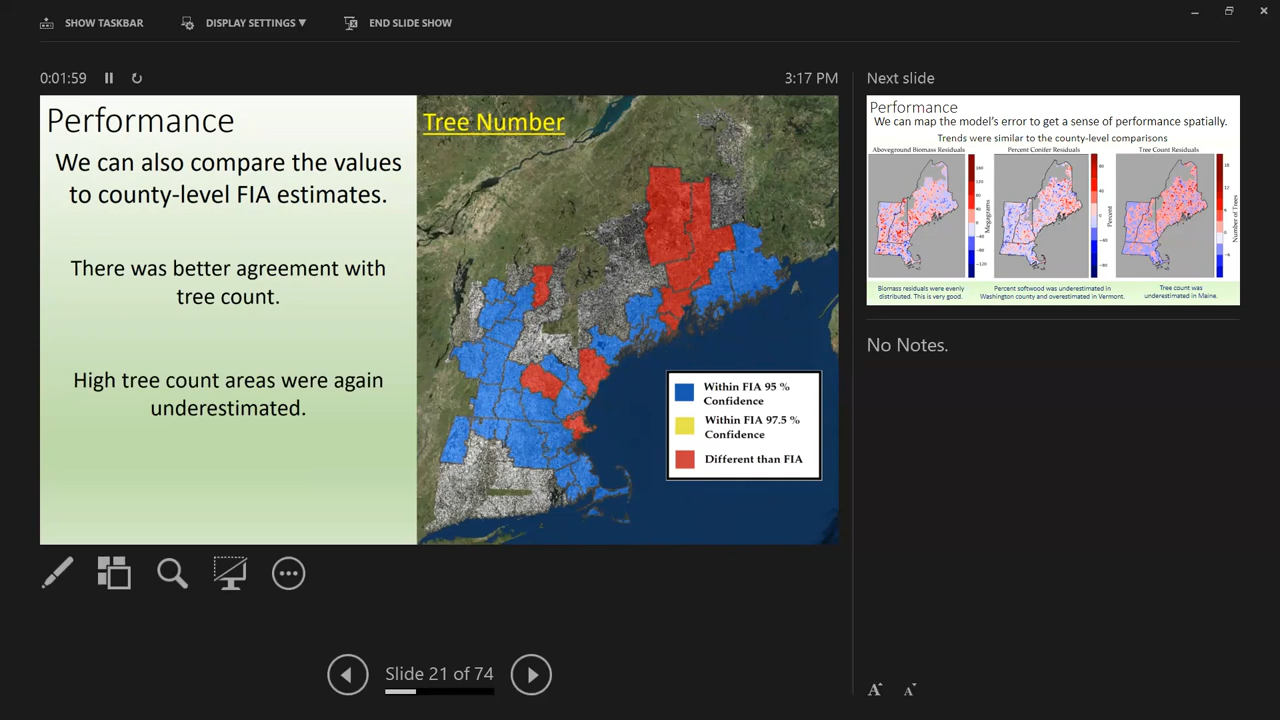 SHOW TASKBAR
DISPLAY SETTINGS ▼
END SLIDE SHOW
0:01:59
3:17 PM
Performance
We can also compare the values
to county-level FIA estimates.
There was better agreement with
tree count.
High tree count areas were again
underestimated.
Tree Number
Within FIA 95 %
Confidence
Within FIA 97.5 %
Confidence
Different than FIA
Slide 21 of 74
Next slide
Performance
We can map the model's error to get a sense of performance spatially.
Trends were similar to the county-level comparisons
Aboveground Biomass Residuals
Percent Conifer Residuals
Tree Count Residuals
Megagrams
Percent
Number of Trees
Biomass residuals were evenly
distributed. This is very good.
Percent softwood was underestimated in
Washington county and overestimated in Vermont.
Tree count was
underestimated in Maine.
No Notes.
A
A